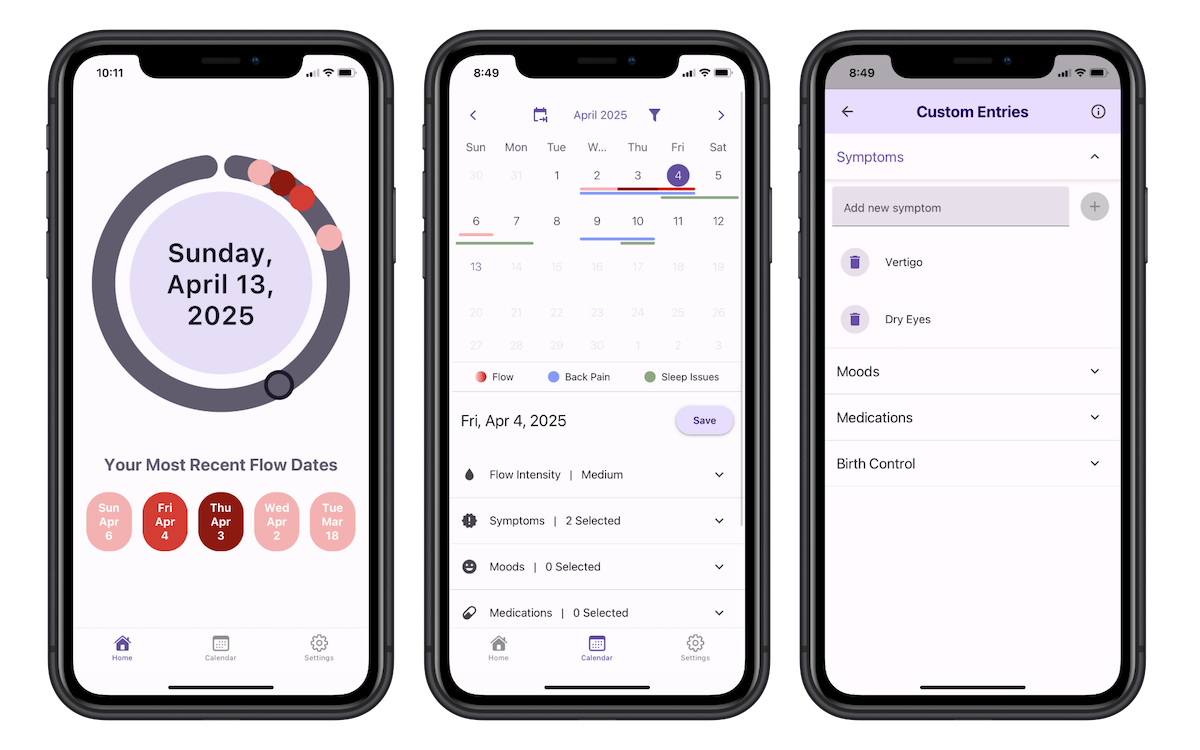 10:11
Sunday,
April 13,
2025
Your Most Recent Flow Dates
Sun Apr 6
Fri Apr 4
Thu Apr 3
Wed Apr 2
Tue Mar 18
Home Calendar Settings
8:49
April 2025
Sun Mon Tue W... Thu Fri Sat
30 31 1 2 3 4 5
6 7 8 9 10 11 12
13 14 15 16 17 18 19
20 21 22 23 24 25 26
27 28 29 30 1 2 3
Flow Back Pain Sleep Issues
Fri, Apr 4, 2025 Save
Flow Intensity | Medium
Symptoms | 2 Selected
Moods | 0 Selected
Medications | 0 Selected
Home Calendar Settings
8:49
Custom Entries
Symptoms
Add new symptom
Vertigo
Dry Eyes
Moods
Medications
Birth Control